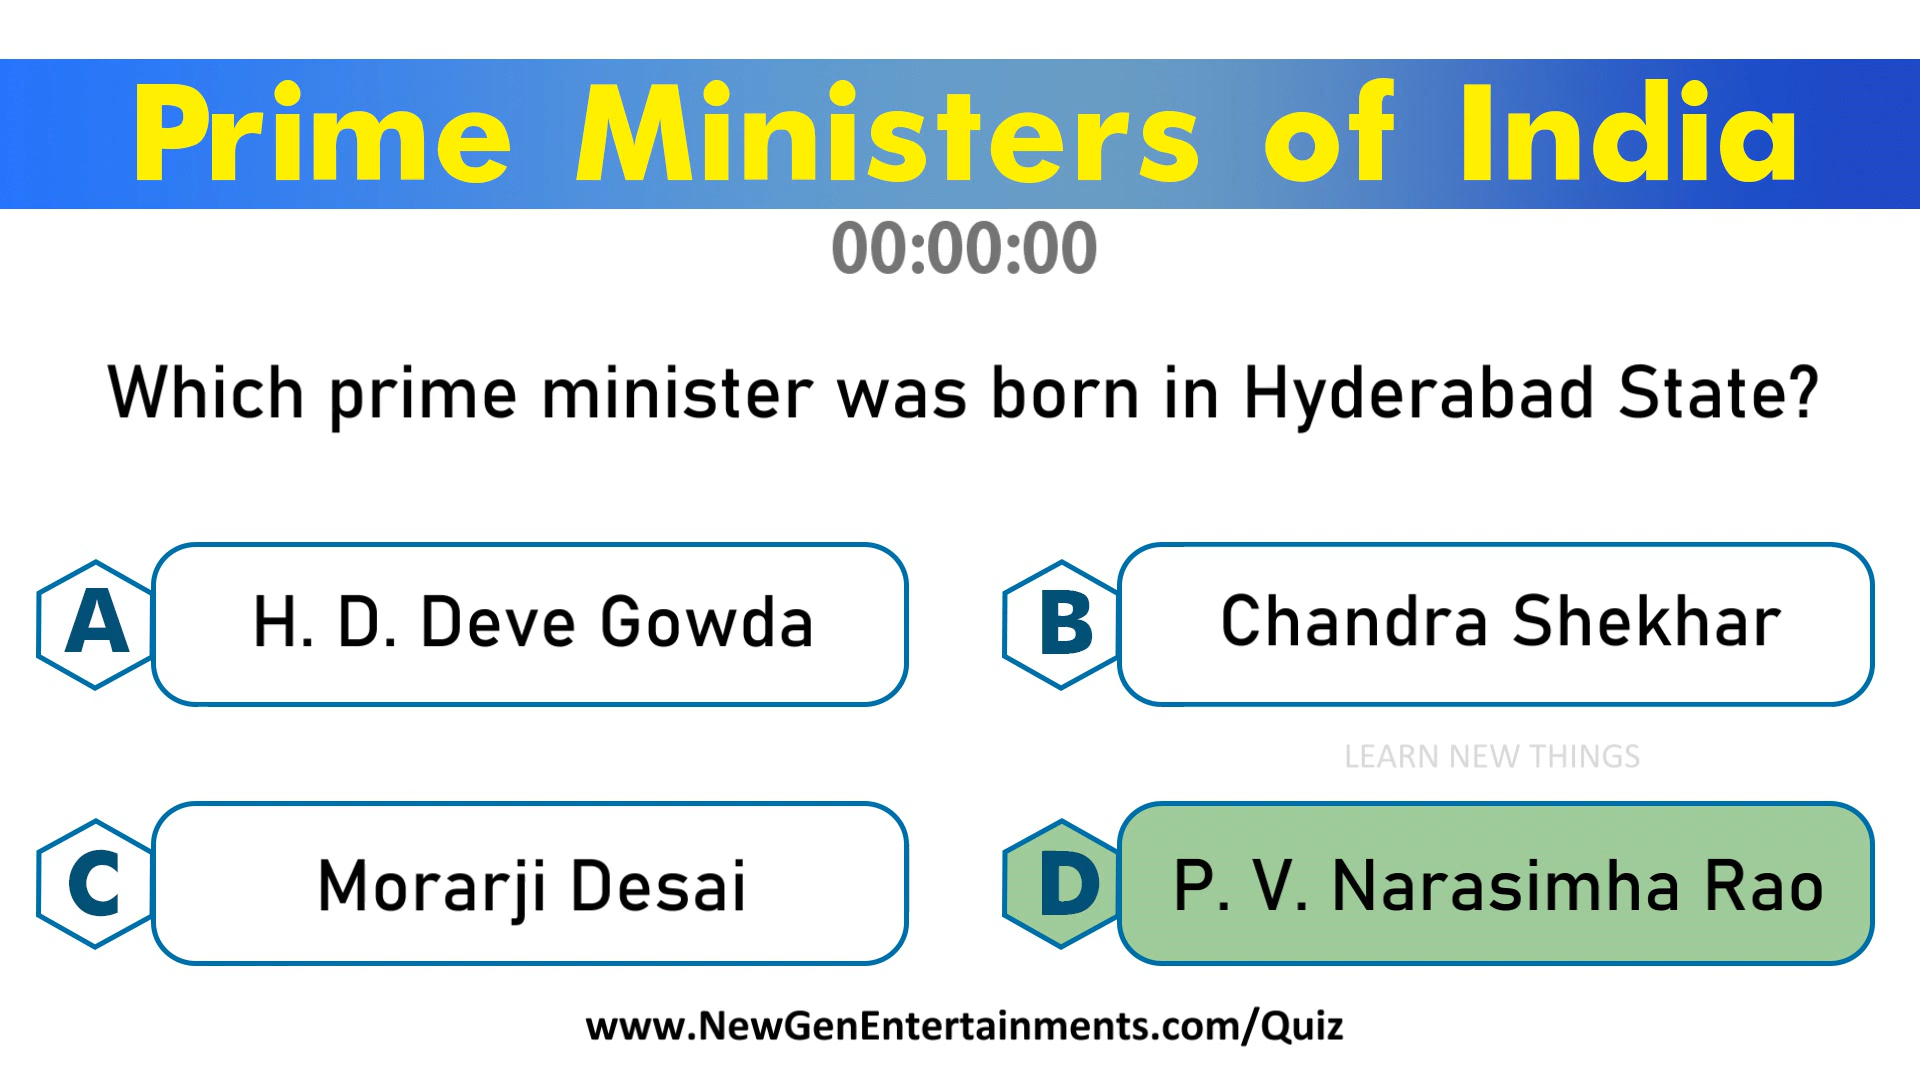 Prime Ministers of India
00:00:00
Which prime minister was born in Hyderabad State?
A H. D. Deve Gowda
B Chandra Shekhar
LEARN NEW THINGS
C Morarji Desai
D P. V. Narasimha Rao
www.NewGenEntertainments.com/Quiz